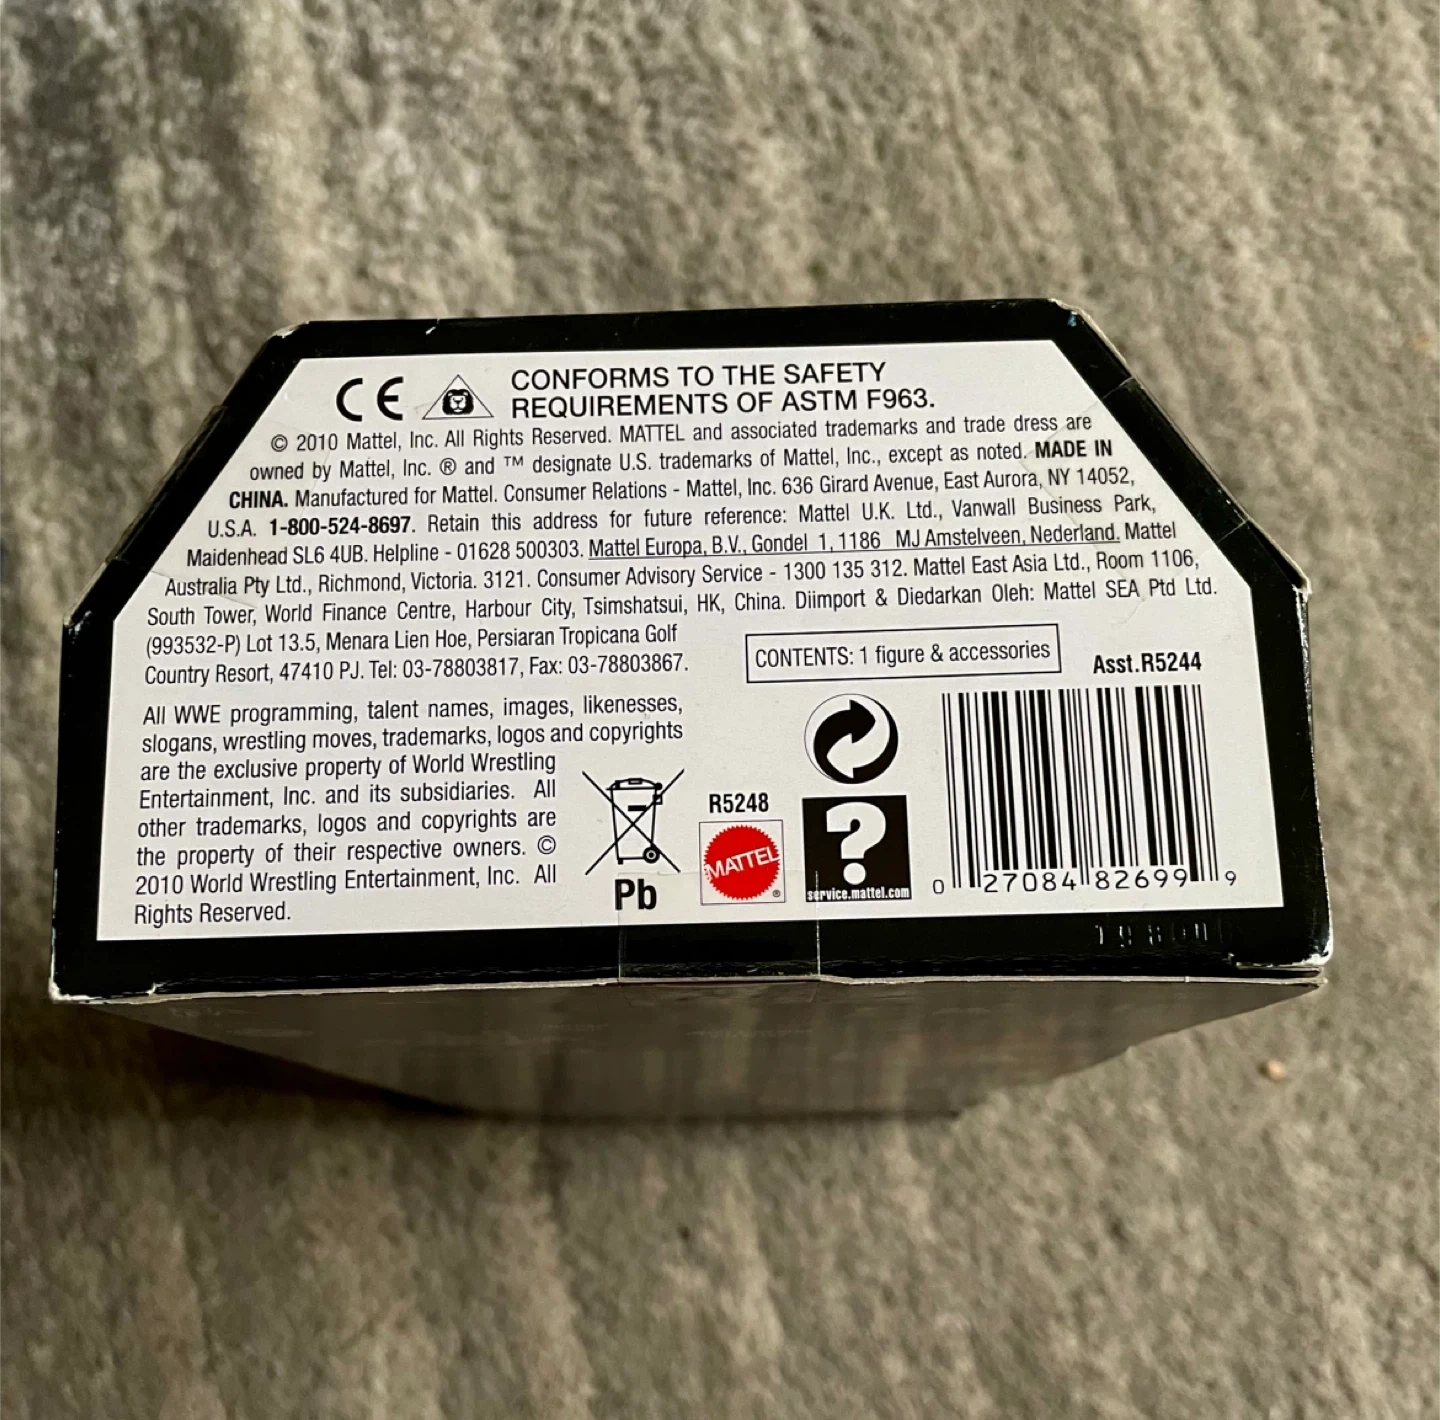 CE CONFORMS TO THE SAFETY
REQUIREMENTS OF ASTM F963.
© 2010 Mattel, Inc. All Rights Reserved. MATTEL and associated trademarks and trade dress are
owned by Mattel, Inc. ® and ™ designate U.S. trademarks of Mattel, Inc., except as noted. MADE IN
CHINA. Manufactured for Mattel. Consumer Relations - Mattel, Inc. 636 Girard Avenue, East Aurora, NY 14052,
U.S.A. 1-800-524-8697. Retain this address for future reference: Mattel U.K. Ltd., Vanwall Business Park,
Maidenhead SL6 4UB. Helpline - 01628 500303. Mattel Europa, B.V., Gondel 1, 1186 MJ Amstelveen, Nederland. Mattel
Australia Pty Ltd., Richmond, Victoria. 3121. Consumer Advisory Service - 1300 135 312. Mattel East Asia Ltd., Room 1106,
South Tower, World Finance Centre, Harbour City, Tsimshatsui, HK, China. Diimport & Diedarkan Oleh: Mattel SEA Ptd Ltd.
(993532-P) Lot 13.5, Menara Lien Hoe, Persiaran Tropicana Golf
Country Resort, 47410 PJ. Tel: 03-78803817, Fax: 03-78803867.
CONTENTS: 1 figure & accessories
Asst.R5244
All WWE programming, talent names, images, likenesses,
slogans, wrestling moves, trademarks, logos and copyrights
are the exclusive property of World Wrestling
Entertainment, Inc. and its subsidiaries. All
other trademarks, logos and copyrights are
the property of their respective owners. ©
2010 World Wrestling Entertainment, Inc. All
Rights Reserved.
Pb
R5248
MATTEL ®
?
service.mattel.com
0 27084 82699 9